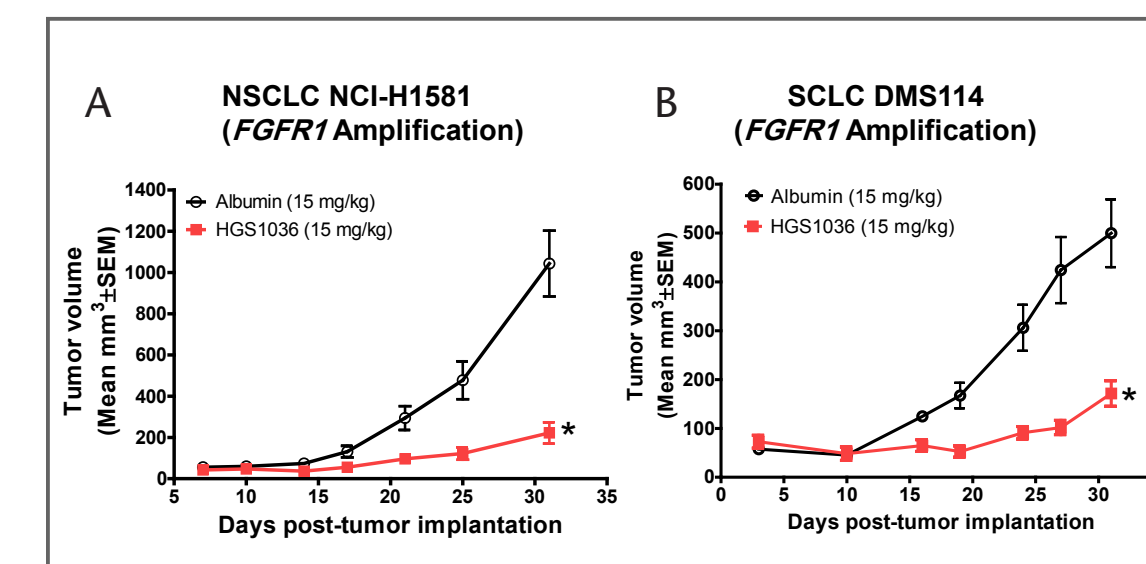 A
NSCLC NCI-H1581
(FGFR1 Amplification)
1400
1200
1000
800
600
400
200
0
Albumin (15 mg/kg)
HGS1036 (15 mg/kg)
*
Tumor volume
(Mean mm³±SEM)
5 10 15 20 25 30 35
Days post-tumor implantation
B
SCLC DMS114
(FGFR1 Amplification)
600
500
400
300
200
100
0
Albumin (15 mg/kg)
HGS1036 (15 mg/kg)
*
Tumor volume
(Mean mm³±SEM)
0 5 10 15 20 25 30
Days post-tumor implantation